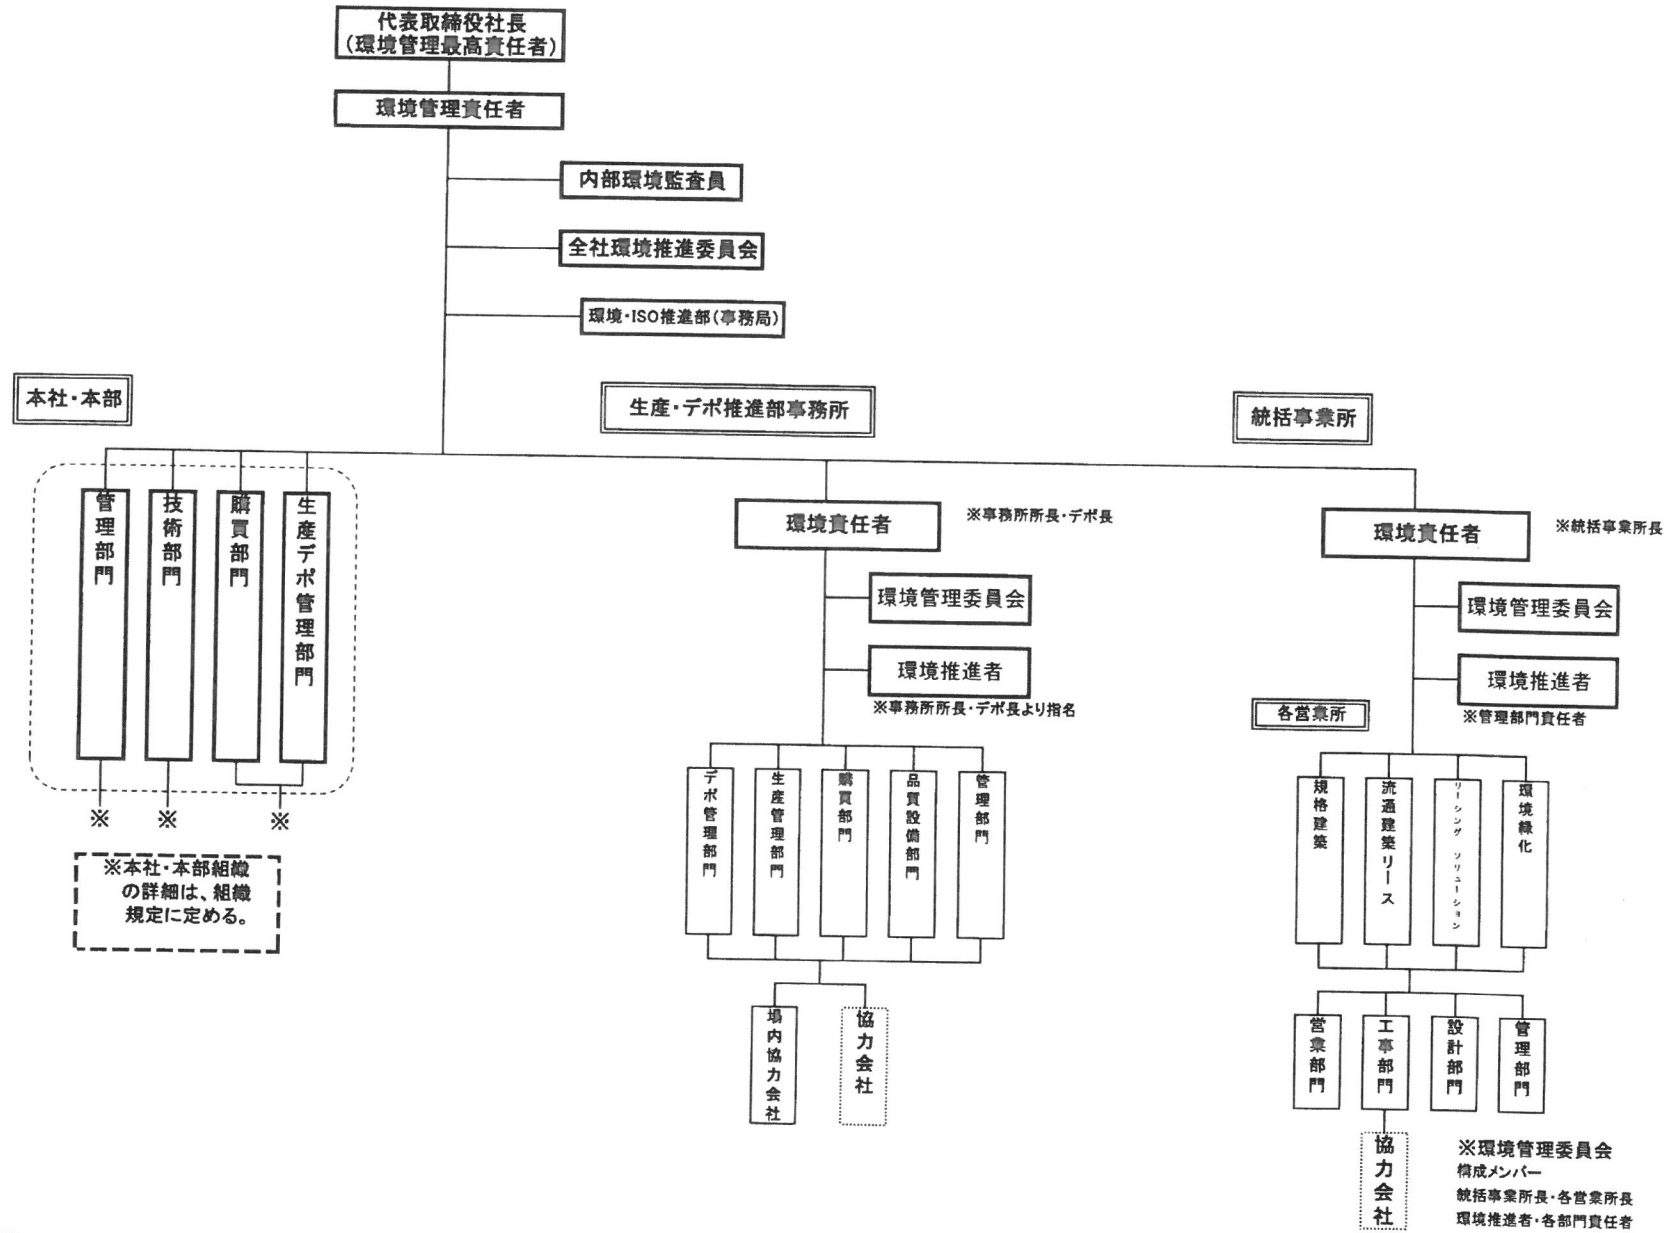 代表取締役社長
(環境管理最高責任者)
環境管理責任者
内部環境監査員
全社環境推進委員会
環境・ISO推進部(事務局)
本社・本部
生産・デポ推進部事務所
統括事業所
管理部門
技術部門
購買部門
生産デポ管理部門
※
※
※
※本社・本部組織
の詳細は、組織
規定に定める。
環境責任者
※事務所所長・デポ長
環境管理委員会
環境推進者
※事務所所長・デポ長より指名
デポ管理部門
生産管理部門
購買部門
品質設備部門
管理部門
場内協力会社
協力会社
環境責任者
※統括事業所長
環境管理委員会
環境推進者
※管理部門責任者
各営業所
規格建築
流通建築リース
リーシング ソリューション
環境緑化
営業部門
工事部門
設計部門
管理部門
協力会社
※環境管理委員会
構成メンバー
統括事業所長・各営業所長
環境推進者・各部門責任者